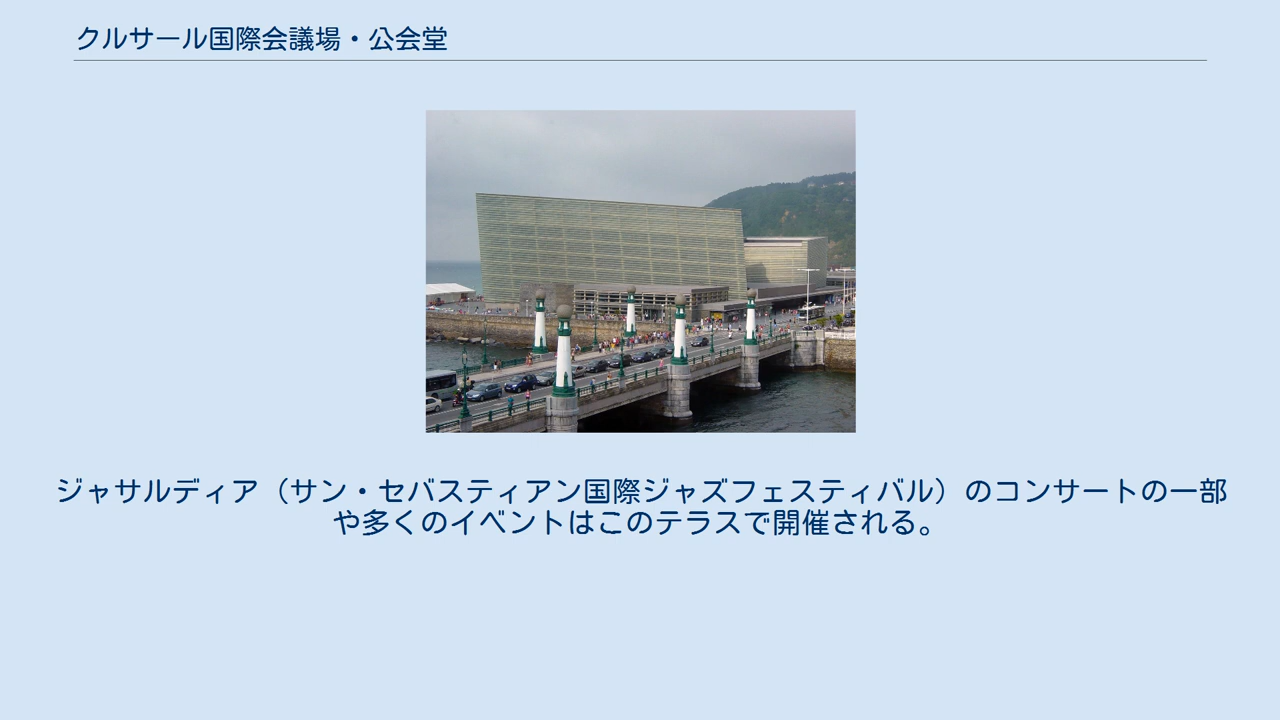 クルサール国際会議場・公会堂
ジャサルディア（サン・セバスティアン国際ジャズフェスティバル）のコンサートの一部
や多くのイベントはこのテラスで開催される。